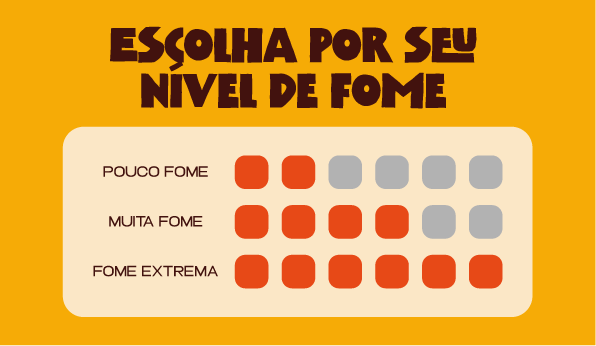 ESÇOLHA POR SEU
NÍVEL DE FOME
POUCO FOME
MUITA FOME
FOME EXTREMA